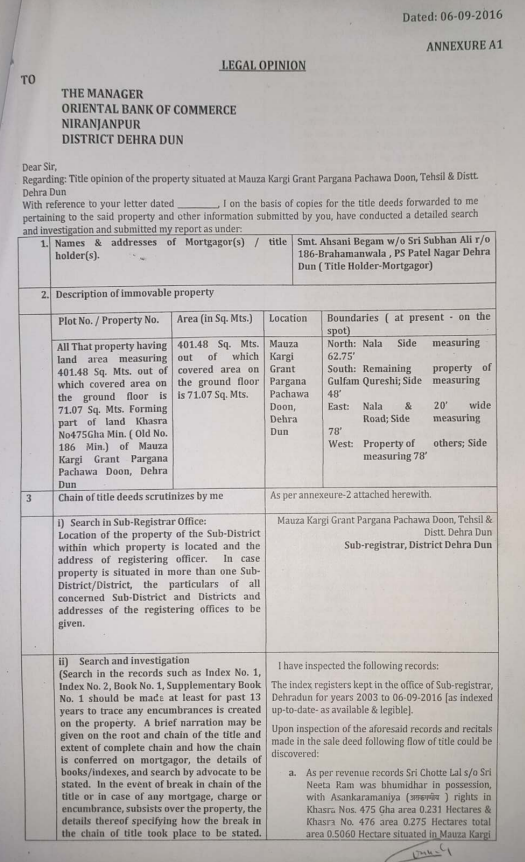 Dated: 06-09-2016
ANNEXURE A1
LEGAL OPINION
TO
THE MANAGER
ORIENTAL BANK OF COMMERCE
NIRANJANPUR
DISTRICT DEHRA DUN
Dear Sir,
Regarding: Title opinion of the property situated at Mauza Kargi Grant Pargana Pachawa Doon, Tehsil & Distt.
Dehra Dun
With reference to your letter dated ________, I on the basis of copies for the title deeds forwarded to me
pertaining to the said property and other information submitted by you, have conducted a detailed search
and investigation and submitted my report as under:
1. Names & addresses of Mortgagor(s) / title
holder(s).
Smt. Ahsani Begam w/o Sri Subhan Ali r/o
186-Brahamanwala , PS Patel Nagar Dehra
Dun ( Title Holder-Mortgagor)
2. Description of immovable property
Plot No. / Property No.
Area (in Sq. Mts.)
Location
Boundaries ( at present - on the
spot)
All That property having
land area measuring
401.48 Sq. Mts. out of
which covered area on
the ground floor is
71.07 Sq. Mts. Forming
part of land Khasra
No475Gha Min. ( Old No.
186 Min.) of Mauza
Kargi Grant Pargana
Pachawa Doon, Dehra
Dun
401.48 Sq. Mts.
out of which
covered area on
the ground floor
is 71.07 Sq. Mts.
Mauza
Kargi
Grant
Pargana
Pachawa
Doon,
Dehra
Dun
North: Nala Side measuring
62.75'
South: Remaining property of
Gulfam Qureshi; Side measuring
48'
East: Nala & 20' wide
Road; Side measuring
78'
West: Property of others; Side
measuring 78'
3 Chain of title deeds scrutinizes by me
As per annexeure-2 attached herewith.
i) Search in Sub-Registrar Office:
Location of the property of the Sub-District
within which property is located and the
address of registering officer. In case
property is situated in more than one Sub-
District/District, the particulars of all
concerned Sub-District and Districts and
addresses of the registering offices to be
given.
Mauza Kargi Grant Pargana Pachawa Doon, Tehsil &
Distt. Dehra Dun
Sub-registrar, District Dehra Dun
ii) Search and investigation
(Search in the records such as Index No. 1,
Index No. 2, Book No. 1, Supplementary Book
No. 1 should be made at least for past 13
years to trace any encumbrances is created
on the property. A brief narration may be
given on the root and chain of the title and
extent of complete chain and how the chain
is conferred on mortgagor, the details of
books/indexes, and search by advocate to be
stated. In the event of break in chain of the
title or in case of any mortgage, charge or
encumbrance, subsists over the property, the
details thereof specifying how the break in
the chain of title took place to be stated.
I have inspected the following records:
The index registers kept in the office of Sub-registrar,
Dehradun for years 2003 to 06-09-2016 [as indexed
up-to-date- as available & legible].
Upon inspection of the aforesaid records and recitals
made in the sale deed following flow of title could be
discovered:
a. As per revenue records Sri Chotte Lal s/o Sri
Neeta Ram was bhumidhar in possession,
with Asankaramaniya (असंक्रमणीय) rights in
Khasra Nos. 475 Gha area 0.231 Hectares &
Khasra No. 476 area 0.275 Hectares total
area 0.5060 Hectare situated in Mauza Kargi